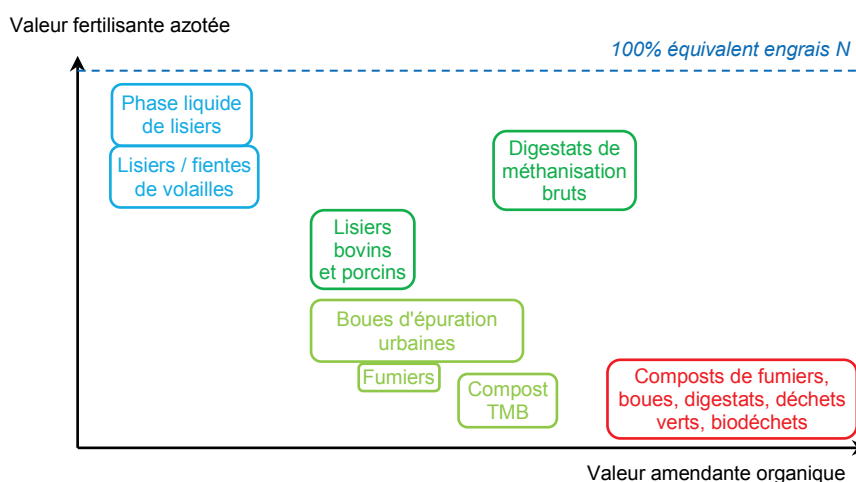 Valeur fertilisante azotée
100% équivalent engrais N
Phase liquide
de lisiers
Lisiers / fientes
de volailles
Digestats de
méthanisation
bruts
Lisiers
bovins
et porcins
Boues d'épuration
urbaines
Fumiers
Compost
TMB
Composts de fumiers,
boues, digestats, déchets
verts, biodéchets
Valeur amendante organique